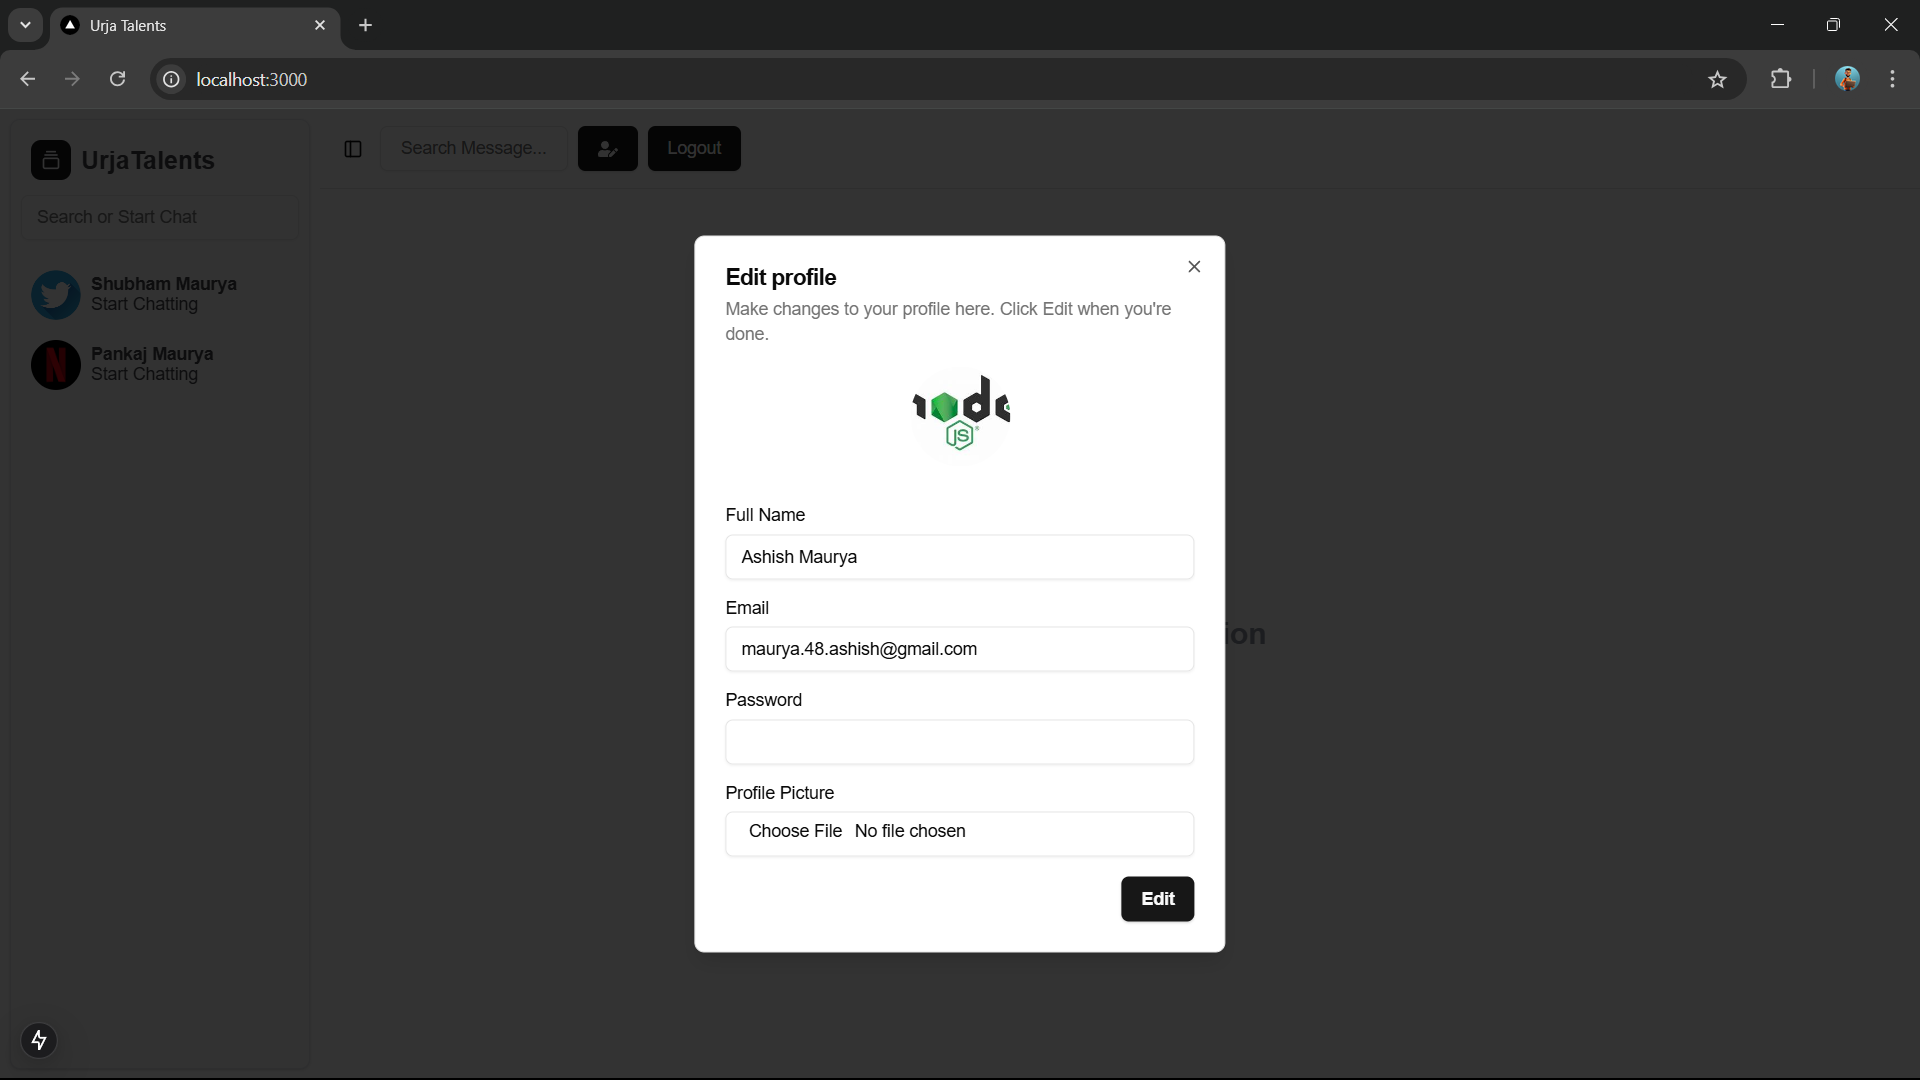 Urja Talents
localhost:3000
UrjaTalents
Search Message...
Logout
Search or Start Chat
Shubham Maurya
Start Chatting
Pankaj Maurya
Start Chatting
N
Edit profile
Make changes to your profile here. Click Edit when you're
done.
JS
Full Name
Ashish Maurya
Email
maurya.48.ashish@gmail.com
Password
Profile Picture
Choose File No file chosen
Edit